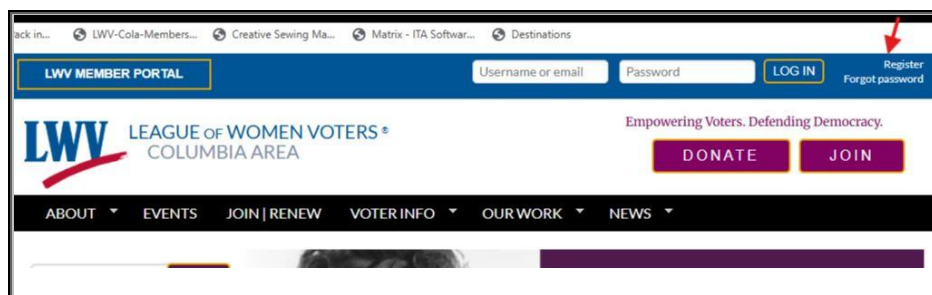 ack in... LWV-Cola-Members... Creative Sewing Ma... Matrix - ITA Softwar... Destinations
LWV MEMBER PORTAL Username or email Password LOG IN Register
Forgot password
Empowering Voters. Defending Democracy.
LWV LEAGUE OF WOMEN VOTERS ®
COLUMBIA AREA
DONATE JOIN
ABOUT EVENTS JOIN | RENEW VOTER INFO OUR WORK NEWS